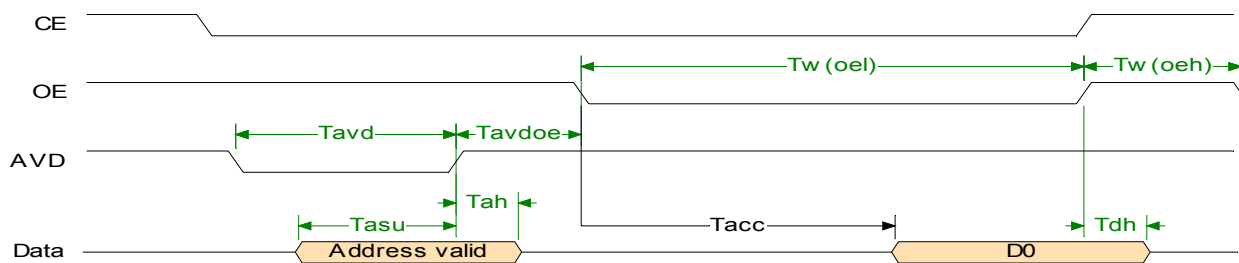 CE
Tw (oel)
Tw (oeh)
OE
Tavd
Tavdoe
AVD
Tah
Tasu
Tacc
Tdh
Data
Address valid
D0